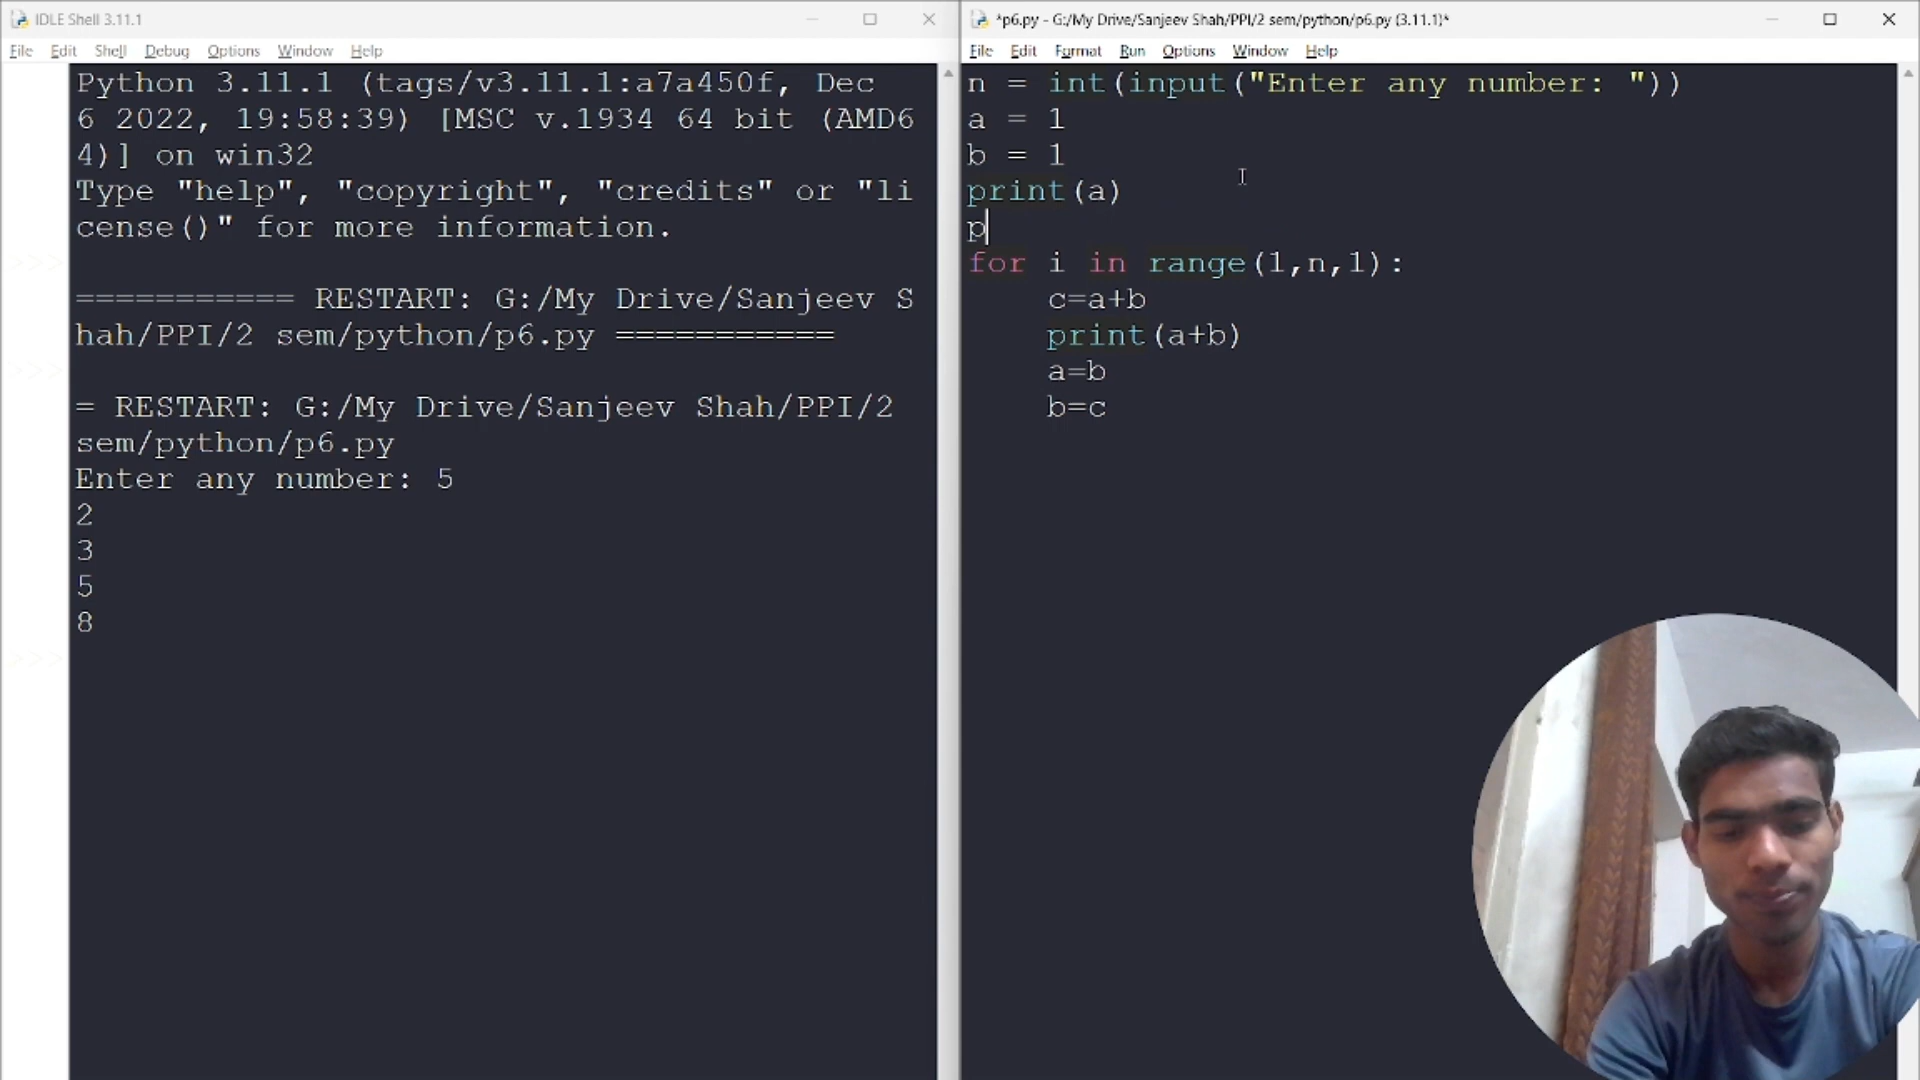 IDLE Shell 3.11.1
File Edit Shell Debug Options Window Help
Python 3.11.1 (tags/v3.11.1:a7a450f, Dec
6 2022, 19:58:39) [MSC v.1934 64 bit (AMD6
4)] on win32
Type "help", "copyright", "credits" or "li
cense()" for more information.
>>>
=========== RESTART: G:/My Drive/Sanjeev S
hah/PPI/2 sem/python/p6.py ===========
>>>
= RESTART: G:/My Drive/Sanjeev Shah/PPI/2
sem/python/p6.py
Enter any number: 5
2
3
5
8
>>>
*p6.py - G:/My Drive/Sanjeev Shah/PPI/2 sem/python/p6.py (3.11.1)*
File Edit Format Run Options Window Help
n = int(input("Enter any number: "))
a = 1
b = 1
print(a)
p
for i in range(1,n,1):
    c=a+b
    print(a+b)
    a=b
    b=c